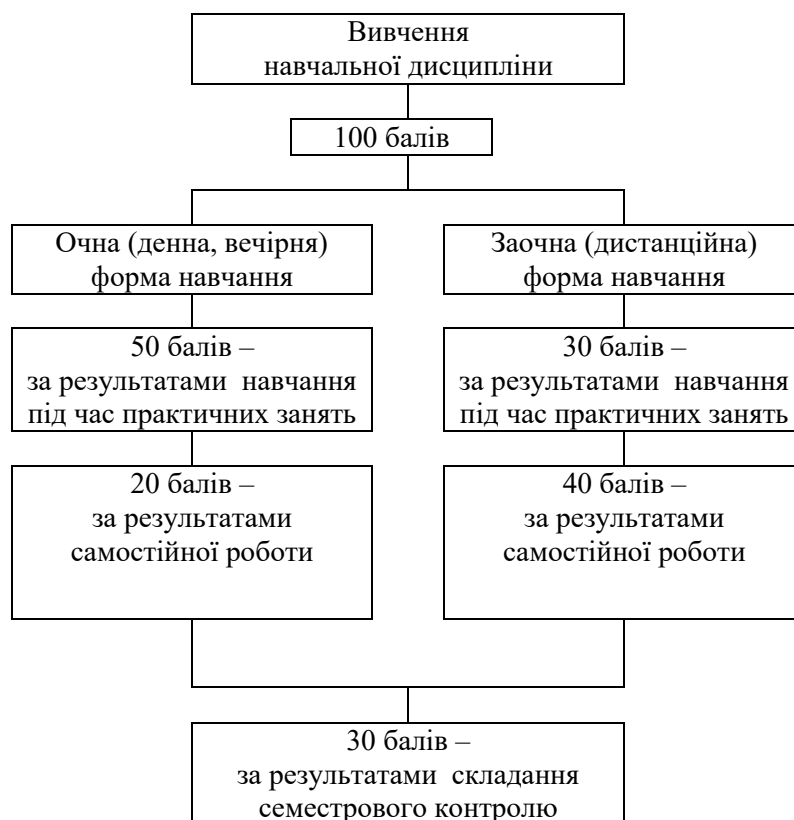 Вивчення
навчальної дисципліни
100 балів
Очна (денна, вечірня)
форма навчання
Заочна (дистанційна)
форма навчання
50 балів –
за результатами навчання
під час практичних занять
30 балів –
за результатами навчання
під час практичних занять
20 балів –
за результатами
самостійної роботи
40 балів –
за результатами
самостійної роботи
30 балів –
за результатами складання
семестрового контролю